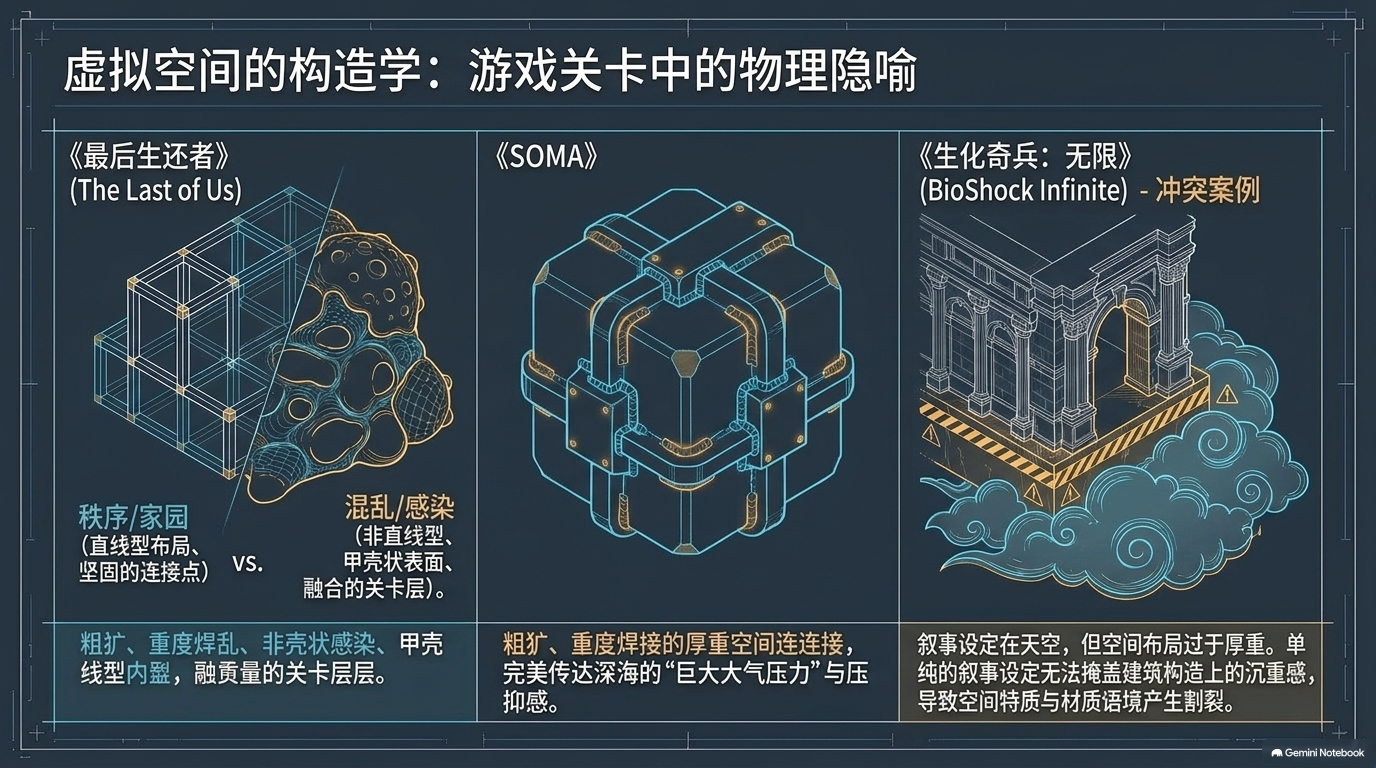 虚拟空间的构造学：游戏关卡中的物理隐喻
《最后生还者》
(The Last of Us)
秩序/家园
（直线型布局、
坚固的连接点）
vs.
混乱/感染
（非直线型、
甲壳状表面、
融合的关卡层）。
粗犷、重度焊乱、非壳状感染、甲壳
线型内，融贡量的关卡层层。
《SOMA》
粗犷、重度焊接的厚重空间连连接，
完美传达深海的“巨大大气压力”与压
抑感。
《生化奇兵：无限》
(BioShock Infinite) - 冲突案例
叙事设定在天空，但空间布局过于厚重。单
纯的叙事设定无法掩盖建筑构造上的沉重感，
导致空间特质与材质语境产生割裂。
Gemini Notebook